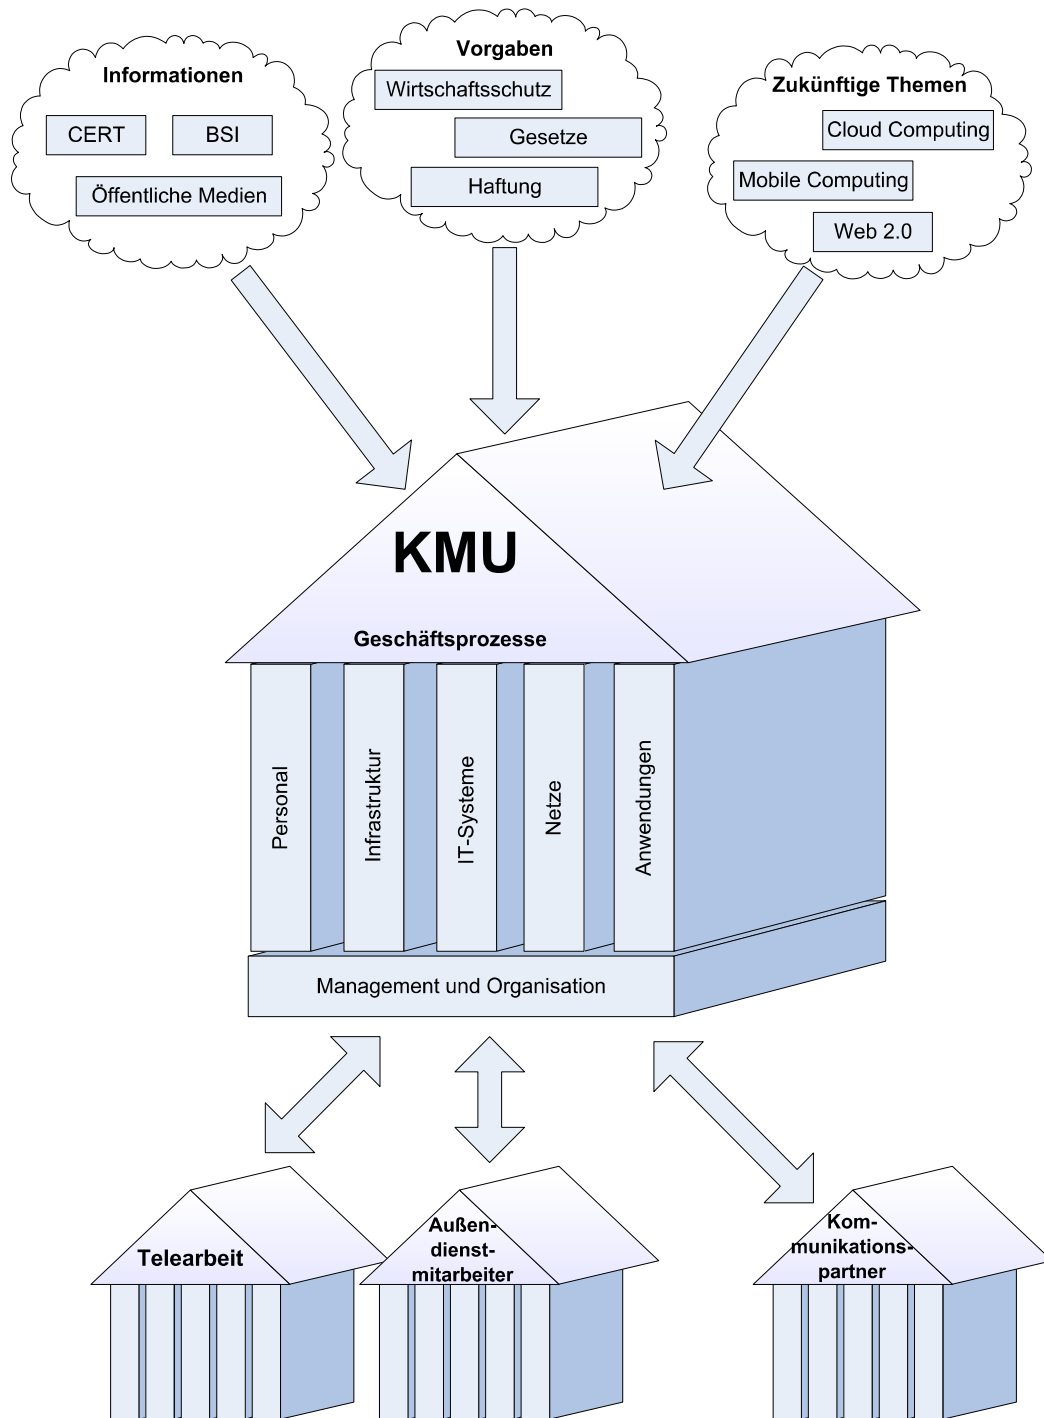 Informationen
CERT
BSI
Öffentliche Medien
Vorgaben
Wirtschaftsschutz
Gesetze
Haftung
Zukünftige Themen
Cloud Computing
Mobile Computing
Web 2.0
KMU
Geschäftsprozesse
Personal
Infrastruktur
IT-Systeme
Netze
Anwendungen
Management und Organisation
Telearbeit
Außen-
dienst-
mitarbeiter
Kom-
munikations-
partner